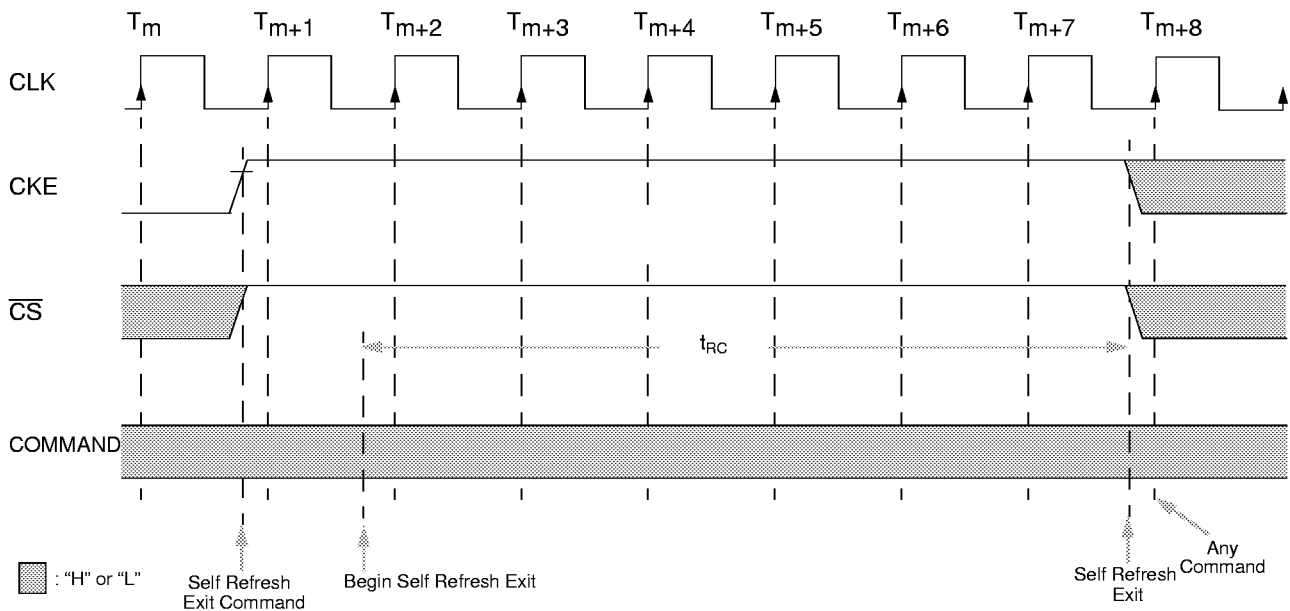 Tm Tm+1 Tm+2 Tm+3 Tm+4 Tm+5 Tm+6 Tm+7 Tm+8
CLK
CKE
CS
tRC
COMMAND
: “H” or “L”
Self Refresh
Exit Command
Begin Self Refresh Exit
Self Refresh
Exit
Any
Command